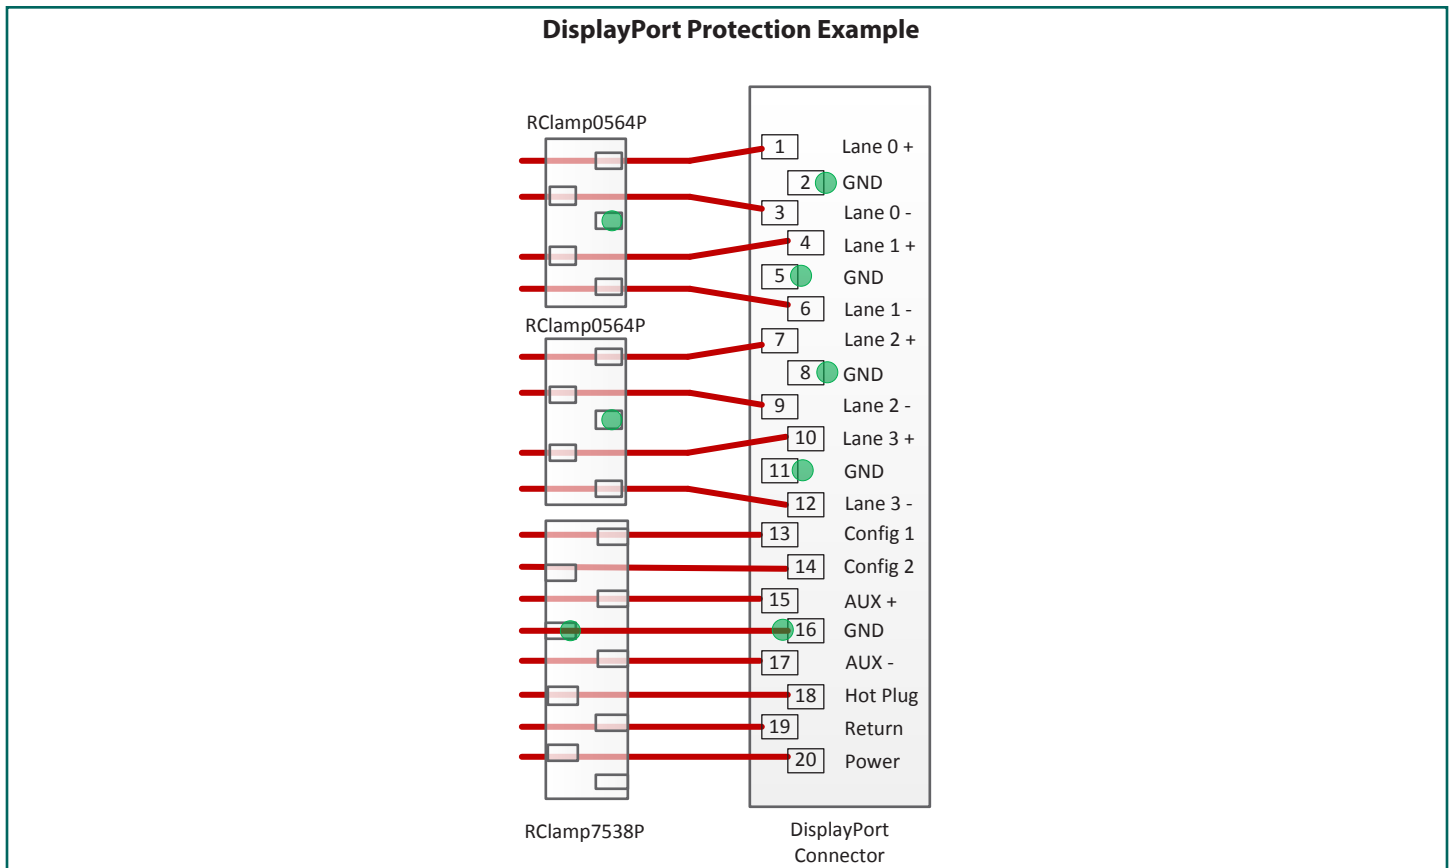 DisplayPort Protection Example
RClamp0564P
1 Lane 0 +
2 GND
3 Lane 0 -
4 Lane 1 +
5 GND
6 Lane 1 -
RClamp0564P
7 Lane 2 +
8 GND
9 Lane 2 -
10 Lane 3 +
11 GND
12 Lane 3 -
13 Config 1
14 Config 2
15 AUX +
16 GND
17 AUX -
18 Hot Plug
19 Return
20 Power
RClamp7538P
DisplayPort
Connector